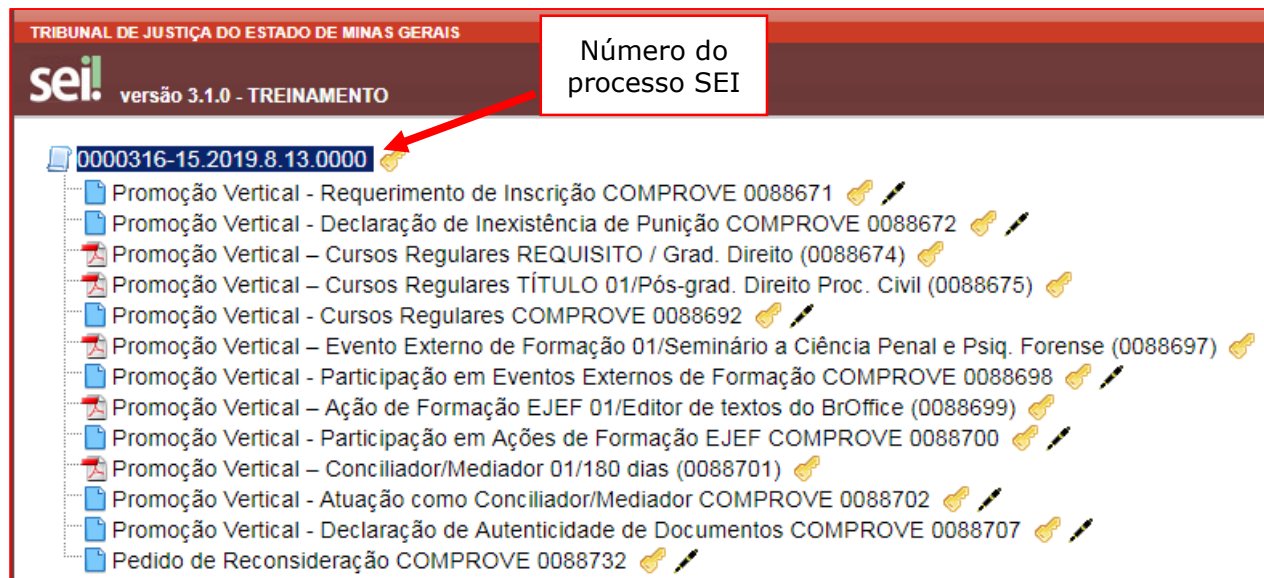 TRIBUNAL DE JUSTIÇA DO ESTADO DE MINAS GERAIS
sei! versão 3.1.0 - TREINAMENTO
Número do
processo SEI
0000316-15.2019.8.13.0000
Promoção Vertical - Requerimento de Inscrição COMPROVE 0088671
Promoção Vertical - Declaração de Inexistência de Punição COMPROVE 0088672
Promoção Vertical – Cursos Regulares REQUISITO / Grad. Direito (0088674)
Promoção Vertical – Cursos Regulares TÍTULO 01/Pós-grad. Direito Proc. Civil (0088675)
Promoção Vertical - Cursos Regulares COMPROVE 0088692
Promoção Vertical – Evento Externo de Formação 01/Seminário a Ciência Penal e Psiq. Forense (0088697)
Promoção Vertical - Participação em Eventos Externos de Formação COMPROVE 0088698
Promoção Vertical – Ação de Formação EJEF 01/Editor de textos do BrOffice (0088699)
Promoção Vertical - Participação em Ações de Formação EJEF COMPROVE 0088700
Promoção Vertical – Conciliador/Mediador 01/180 dias (0088701)
Promoção Vertical - Atuação como Conciliador/Mediador COMPROVE 0088702
Promoção Vertical - Declaração de Autenticidade de Documentos COMPROVE 0088707
Pedido de Reconsideração COMPROVE 0088732